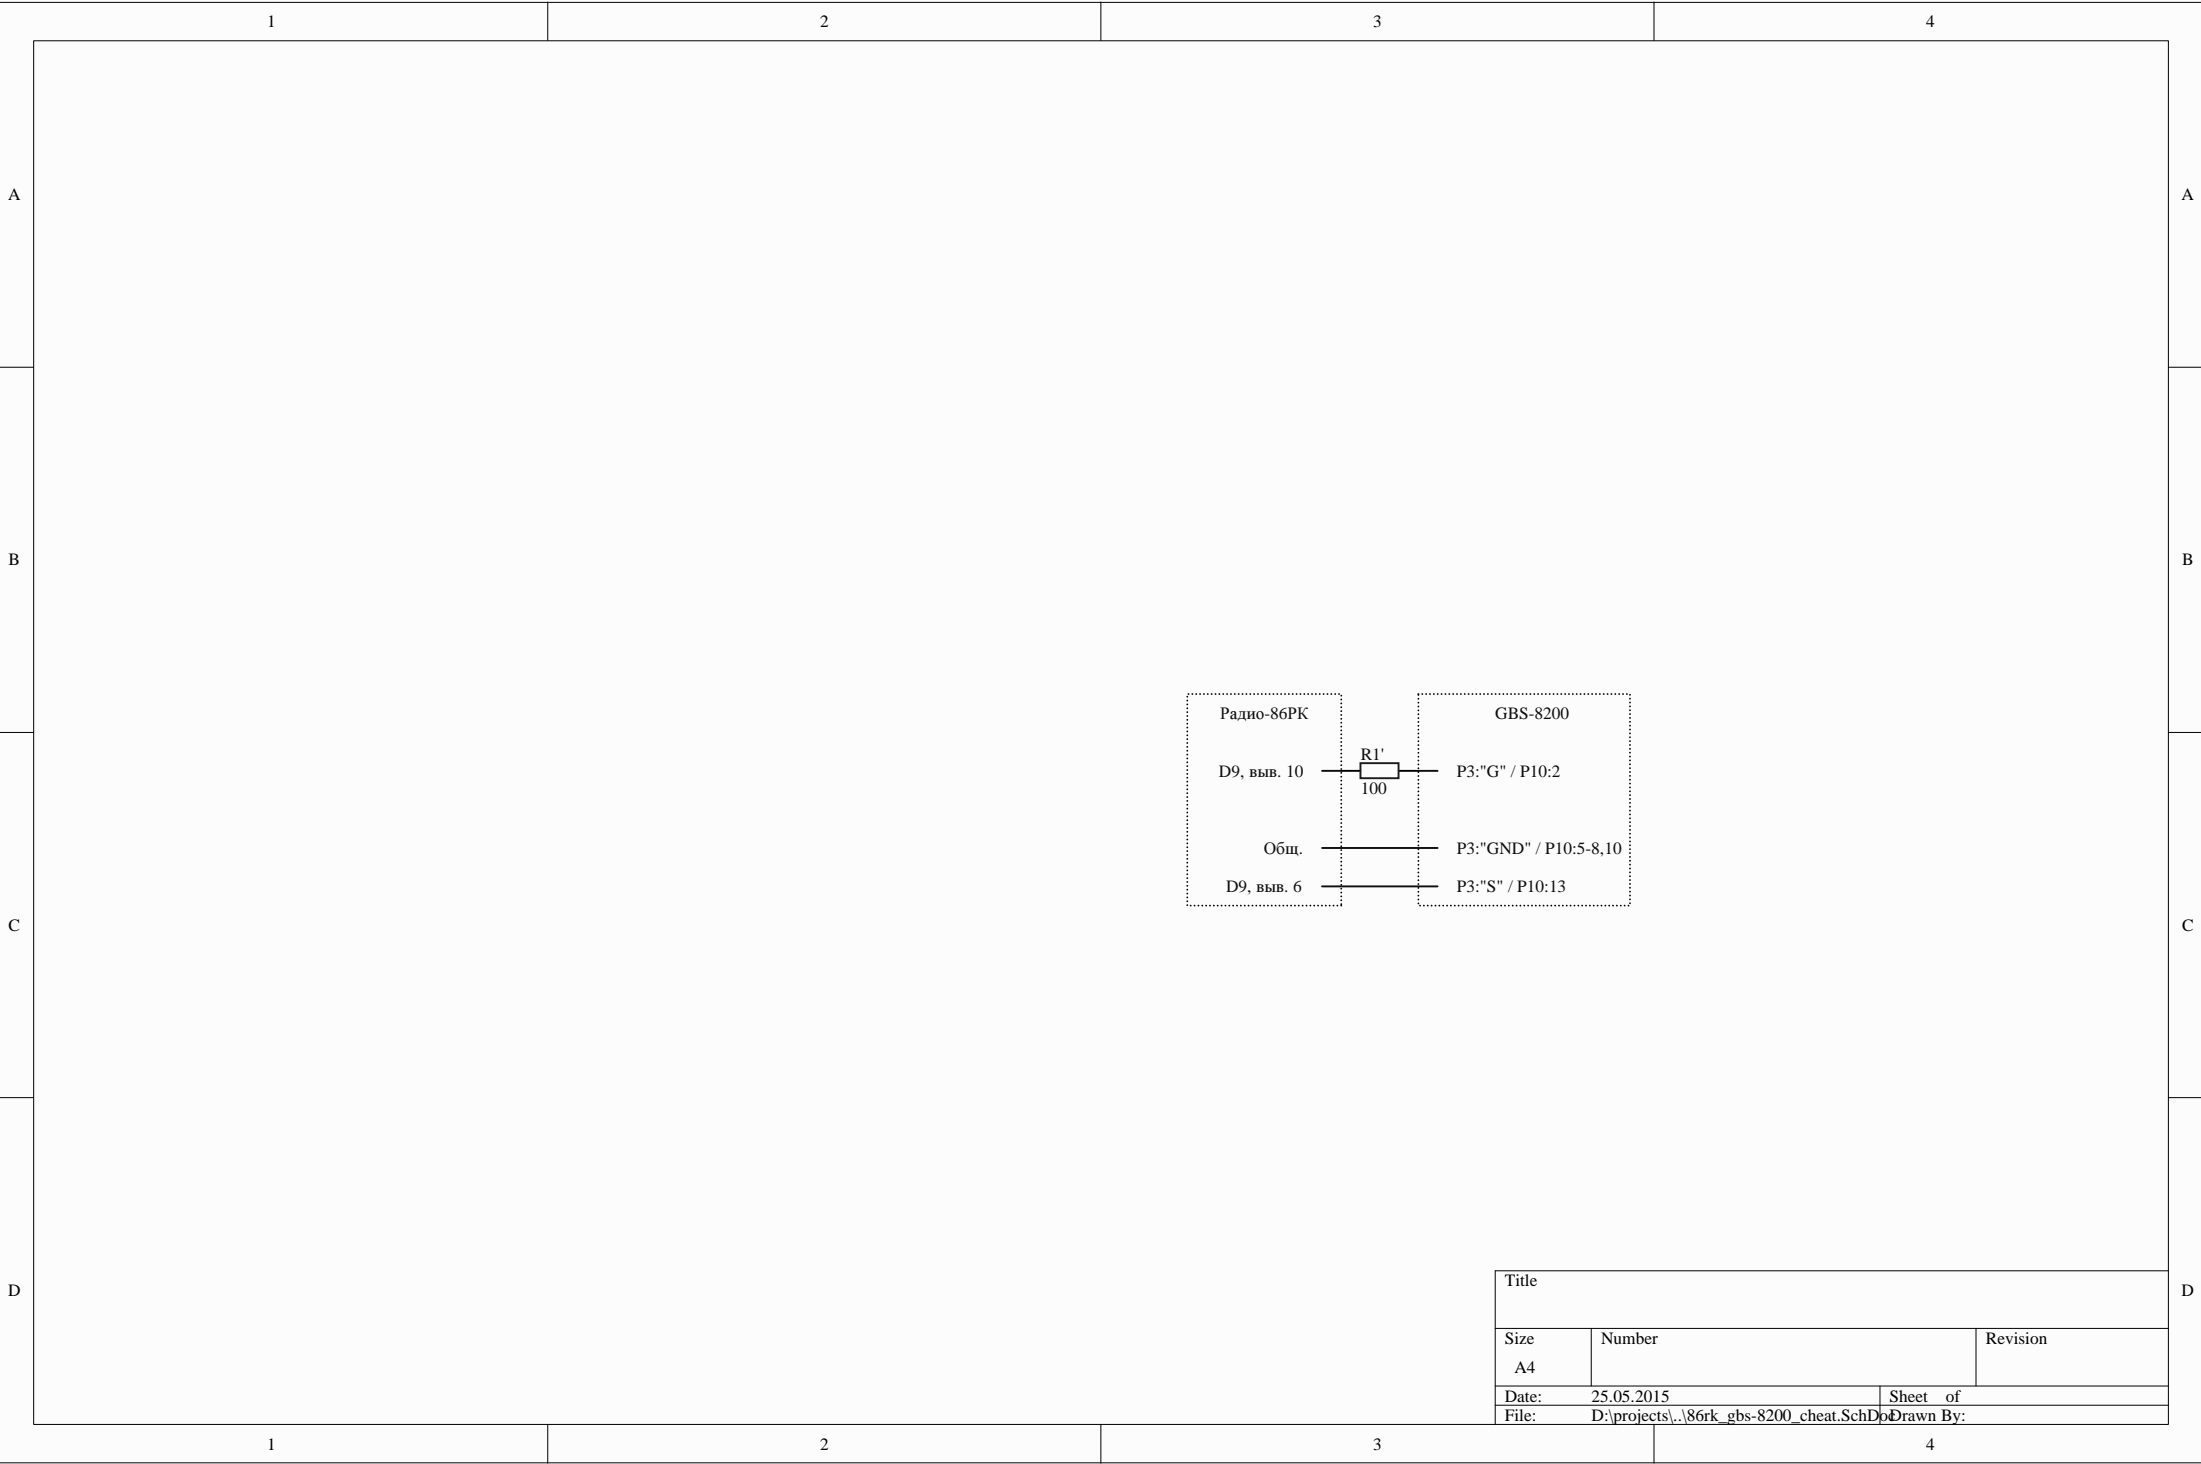 1 2 3 4
A A
B B
Радио-86РК GBS-8200
R1'
D9, выв. 10 P3:"G" / P10:2
100
Общ. P3:"GND" / P10:5-8,10
D9, выв. 6 P3:"S" / P10:13
C C
Title
D D
Size Number Revision
A4
Date: 25.05.2015 Sheet of
File: D:\projects\..\86rk_gbs-8200_cheat.SchDoc Drawn By:
1 2 3 4